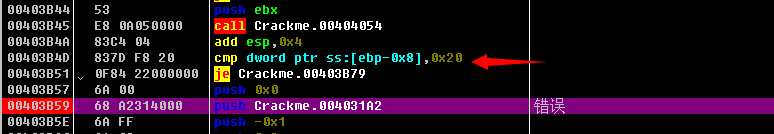 00403B44 53 push ebx
00403B45 E8 0A050000 call Crackme.00404054
00403B4A 83C4 04 add esp,0x4
00403B4D 837D F8 20 cmp dword ptr ss:[ebp-0x8],0x20
00403B51 0F84 22000000 je Crackme.00403B79
00403B57 6A 00 push 0x0
00403B59 68 A2314000 push Crackme.004031A2 错误
00403B5E 6A FF push -0x1